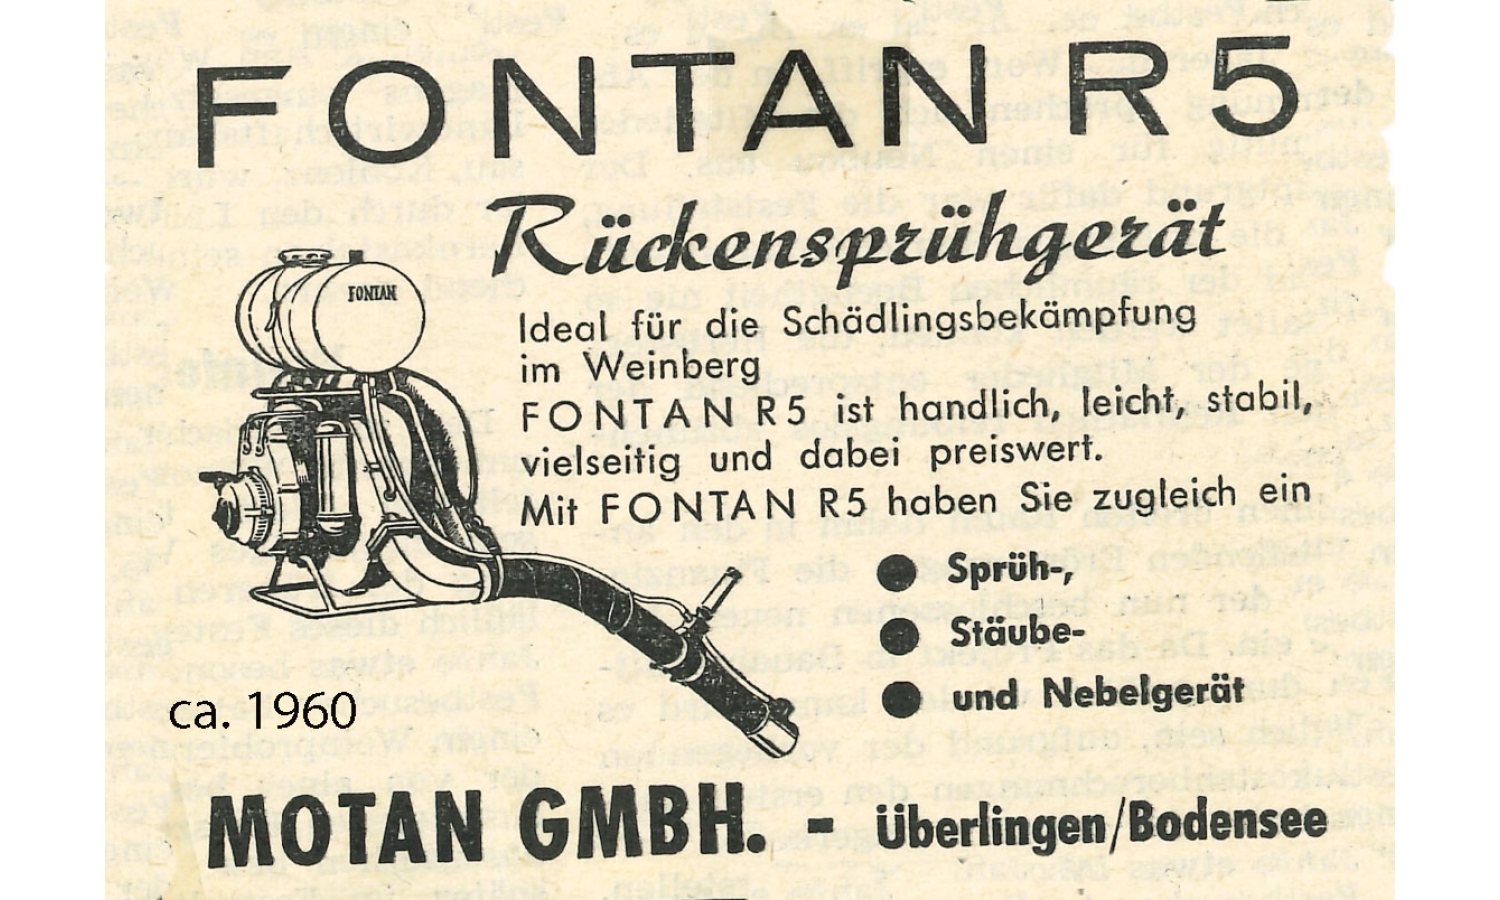 FONTAN R5
Rückensprühgerät
FONTAN
Ideal für die Schädlingsbekämpfung
im Weinberg
FONTAN R5 ist handlich, leicht, stabil,
vielseitig und dabei preiswert.
Mit FONTAN R5 haben Sie zugleich ein
● Sprüh-,
● Stäube-
● und Nebelgerät
ca. 1960
MOTAN GMBH. - Überlingen/Bodensee